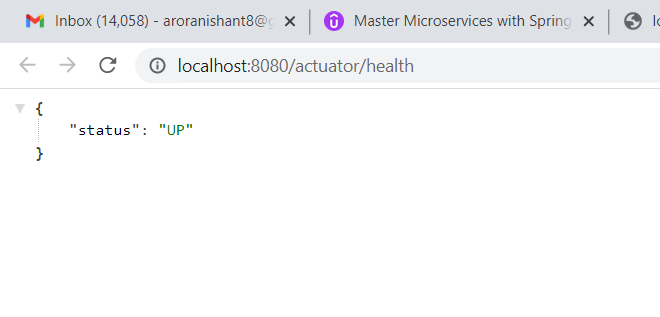 Inbox (14,058) - aroranishant8@g
Master Microservices with Spring
localhost:8080/actuator/health
{
"status": "UP"
}